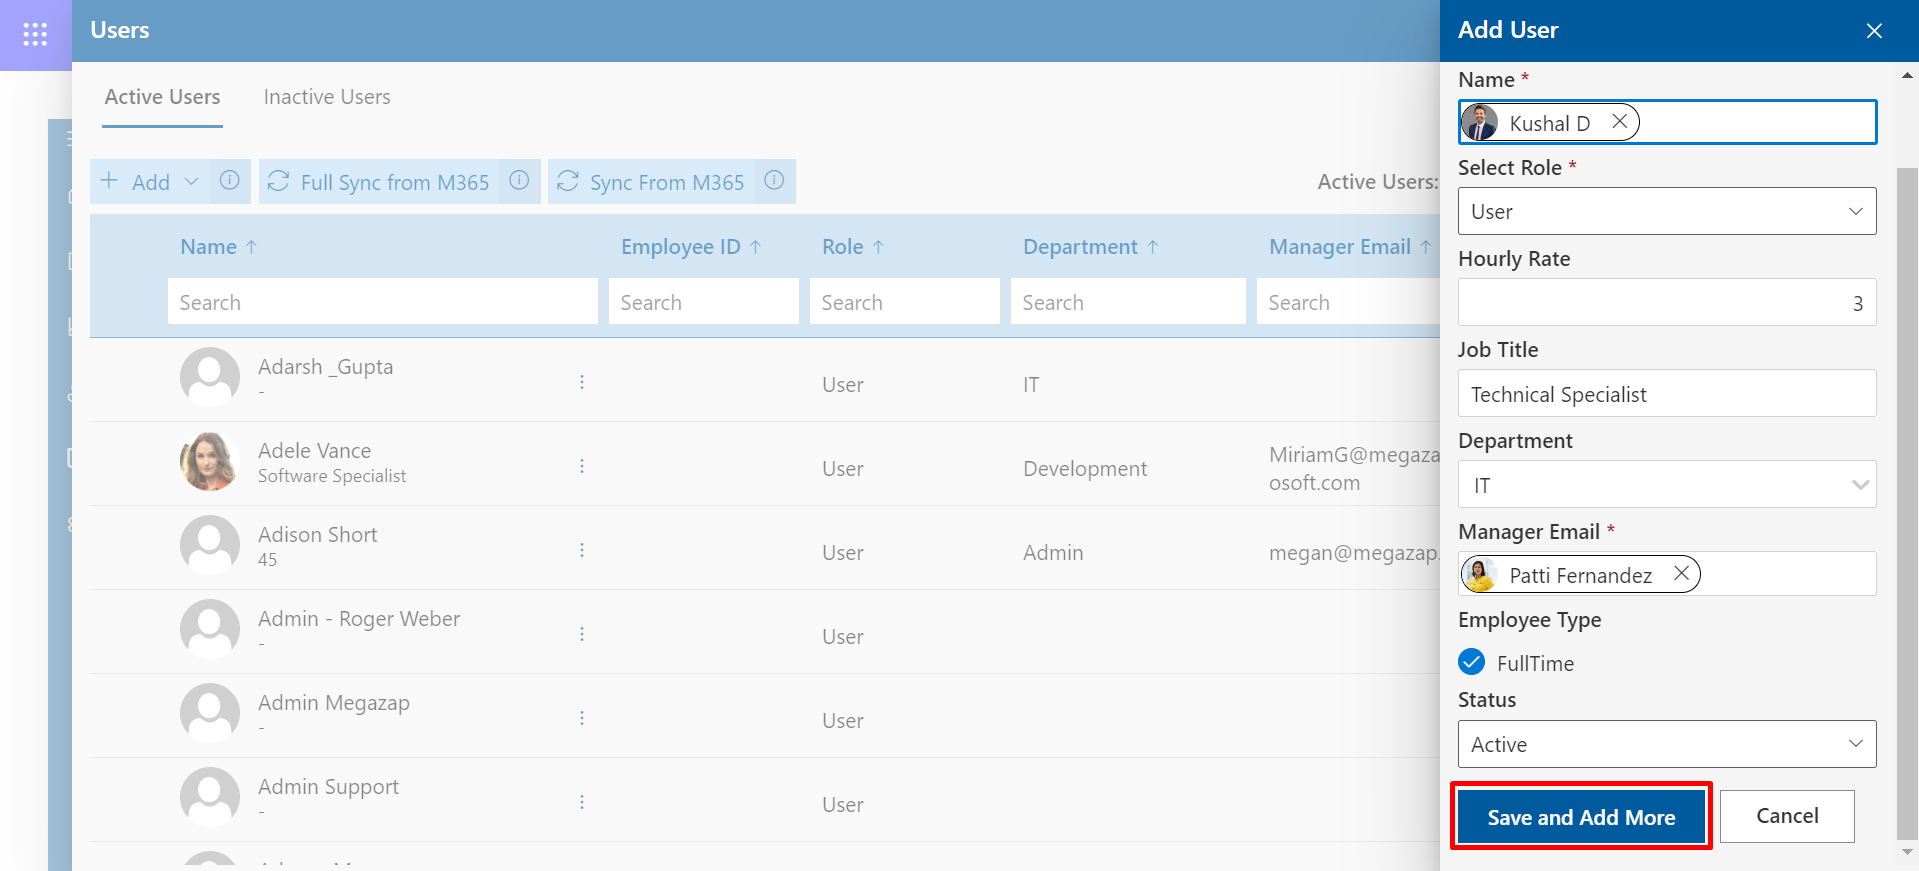 Users
Active Users Inactive Users
+ Add Full Sync from M365 Sync From M365 Active Users:
Name ↑ Employee ID ↑ Role ↑ Department ↑ Manager Email ↑
Search Search Search Search Search
Adarsh _Gupta
-
User IT
Adele Vance
Software Specialist
User Development
MiriamG@megaza
osoft.com
Adison Short
45
User Admin megan@megazap.
Admin - Roger Weber
-
User
Admin Megazap
-
User
Admin Support
-
User
Add User
Name *
Kushal D
Select Role *
User
Hourly Rate
3
Job Title
Technical Specialist
Department
IT
Manager Email *
Patti Fernandez
Employee Type
FullTime
Status
Active
Save and Add More Cancel